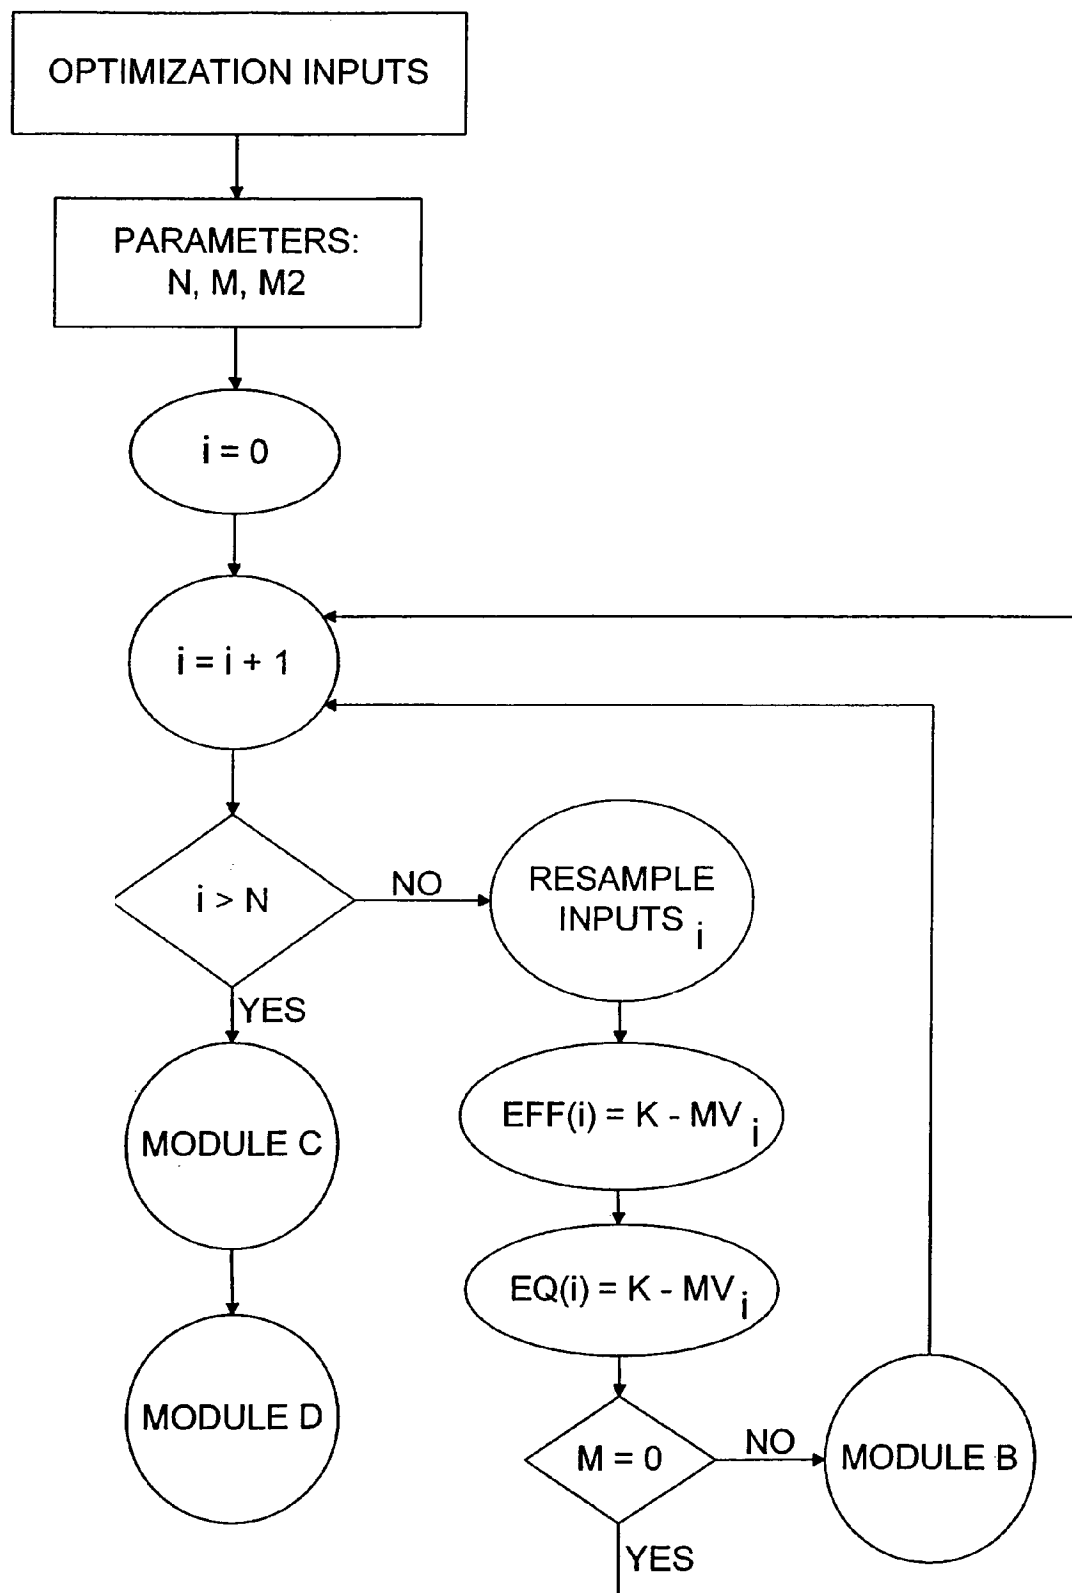 OPTIMIZATION INPUTS
PARAMETERS:
N, M, M2
i = 0
i = i + 1
i > N
NO
RESAMPLE
INPUTS i
YES
MODULE C
EFF(i) = K - MV i
EQ(i) = K - MV i
MODULE D
M = 0
NO
MODULE B
YES